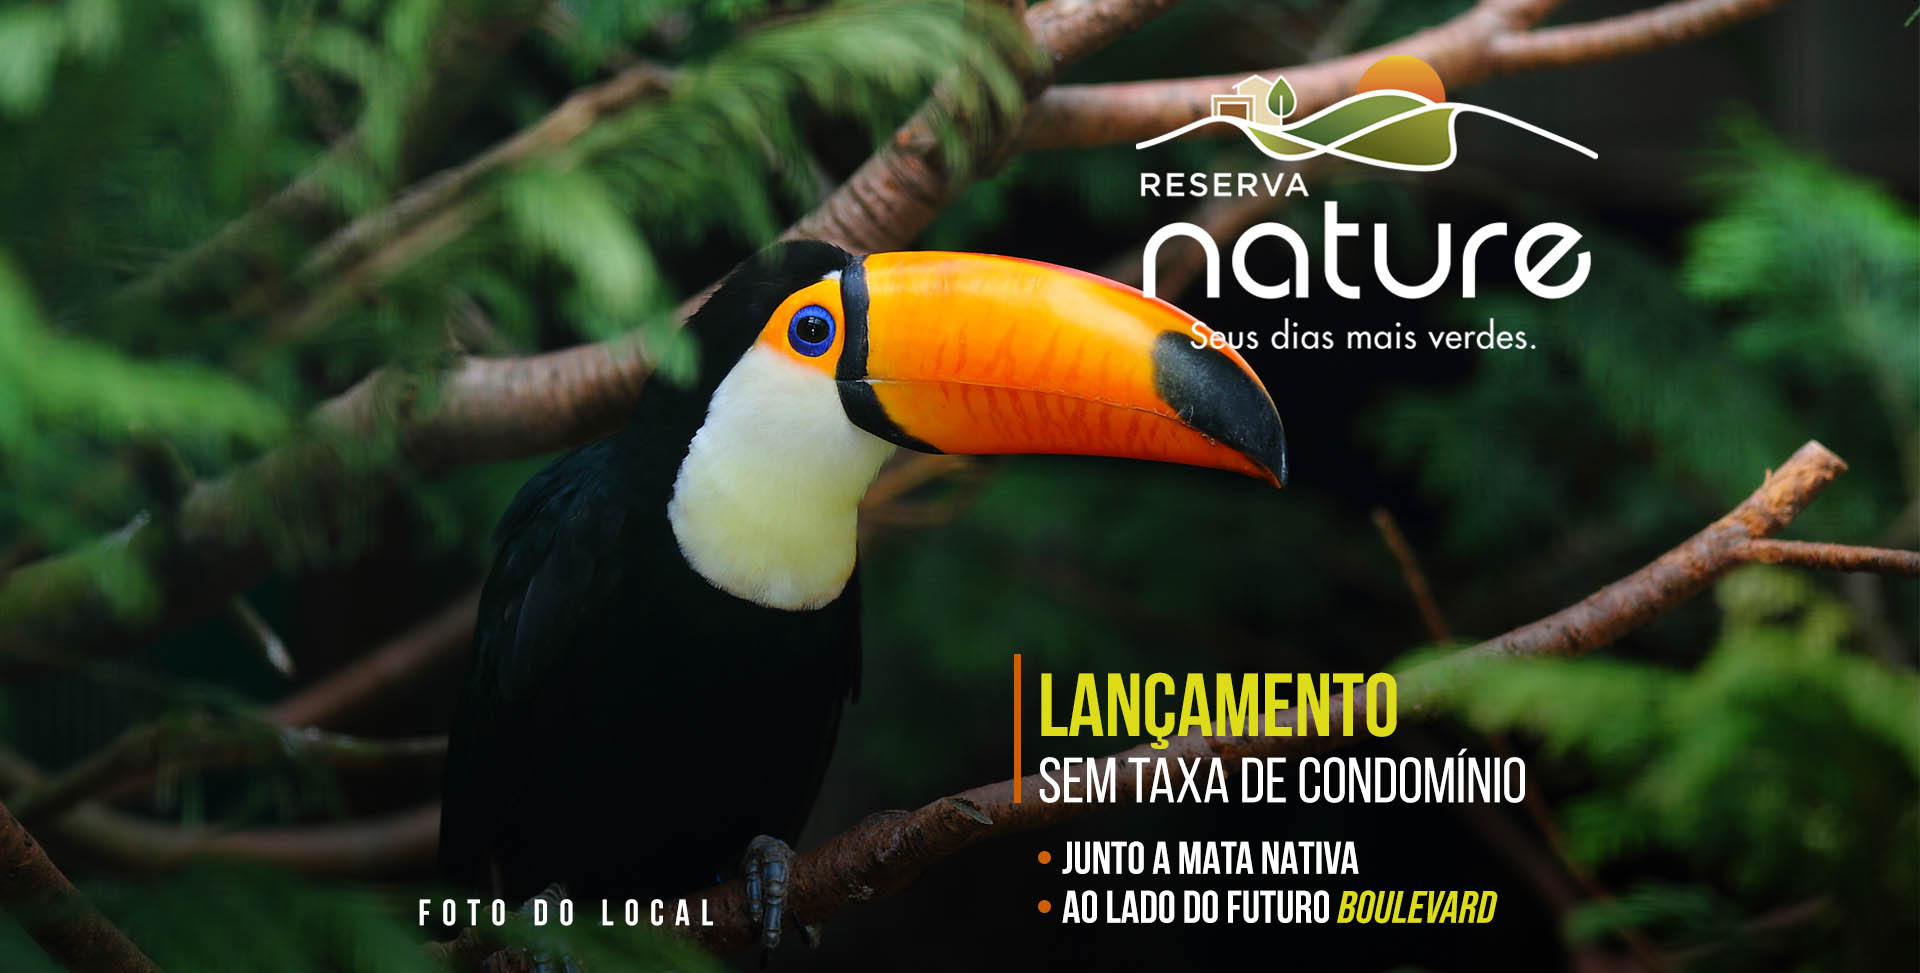 RESERVA
nature
Seus dias mais verdes.
LANÇAMENTO
SEM TAXA DE CONDOMÍNIO
• JUNTO A MATA NATIVA
• AO LADO DO FUTURO BOULEVARD
FOTO DO LOCAL